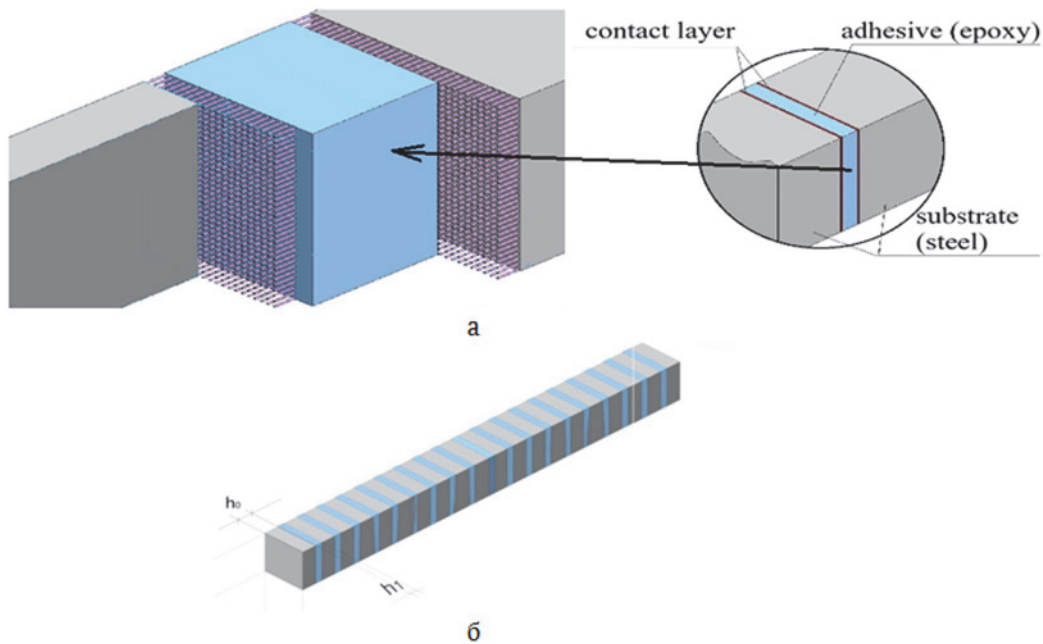 contact layer
adhesive (epoxy)
substrate
(steel)
а
h₀
h₁
б